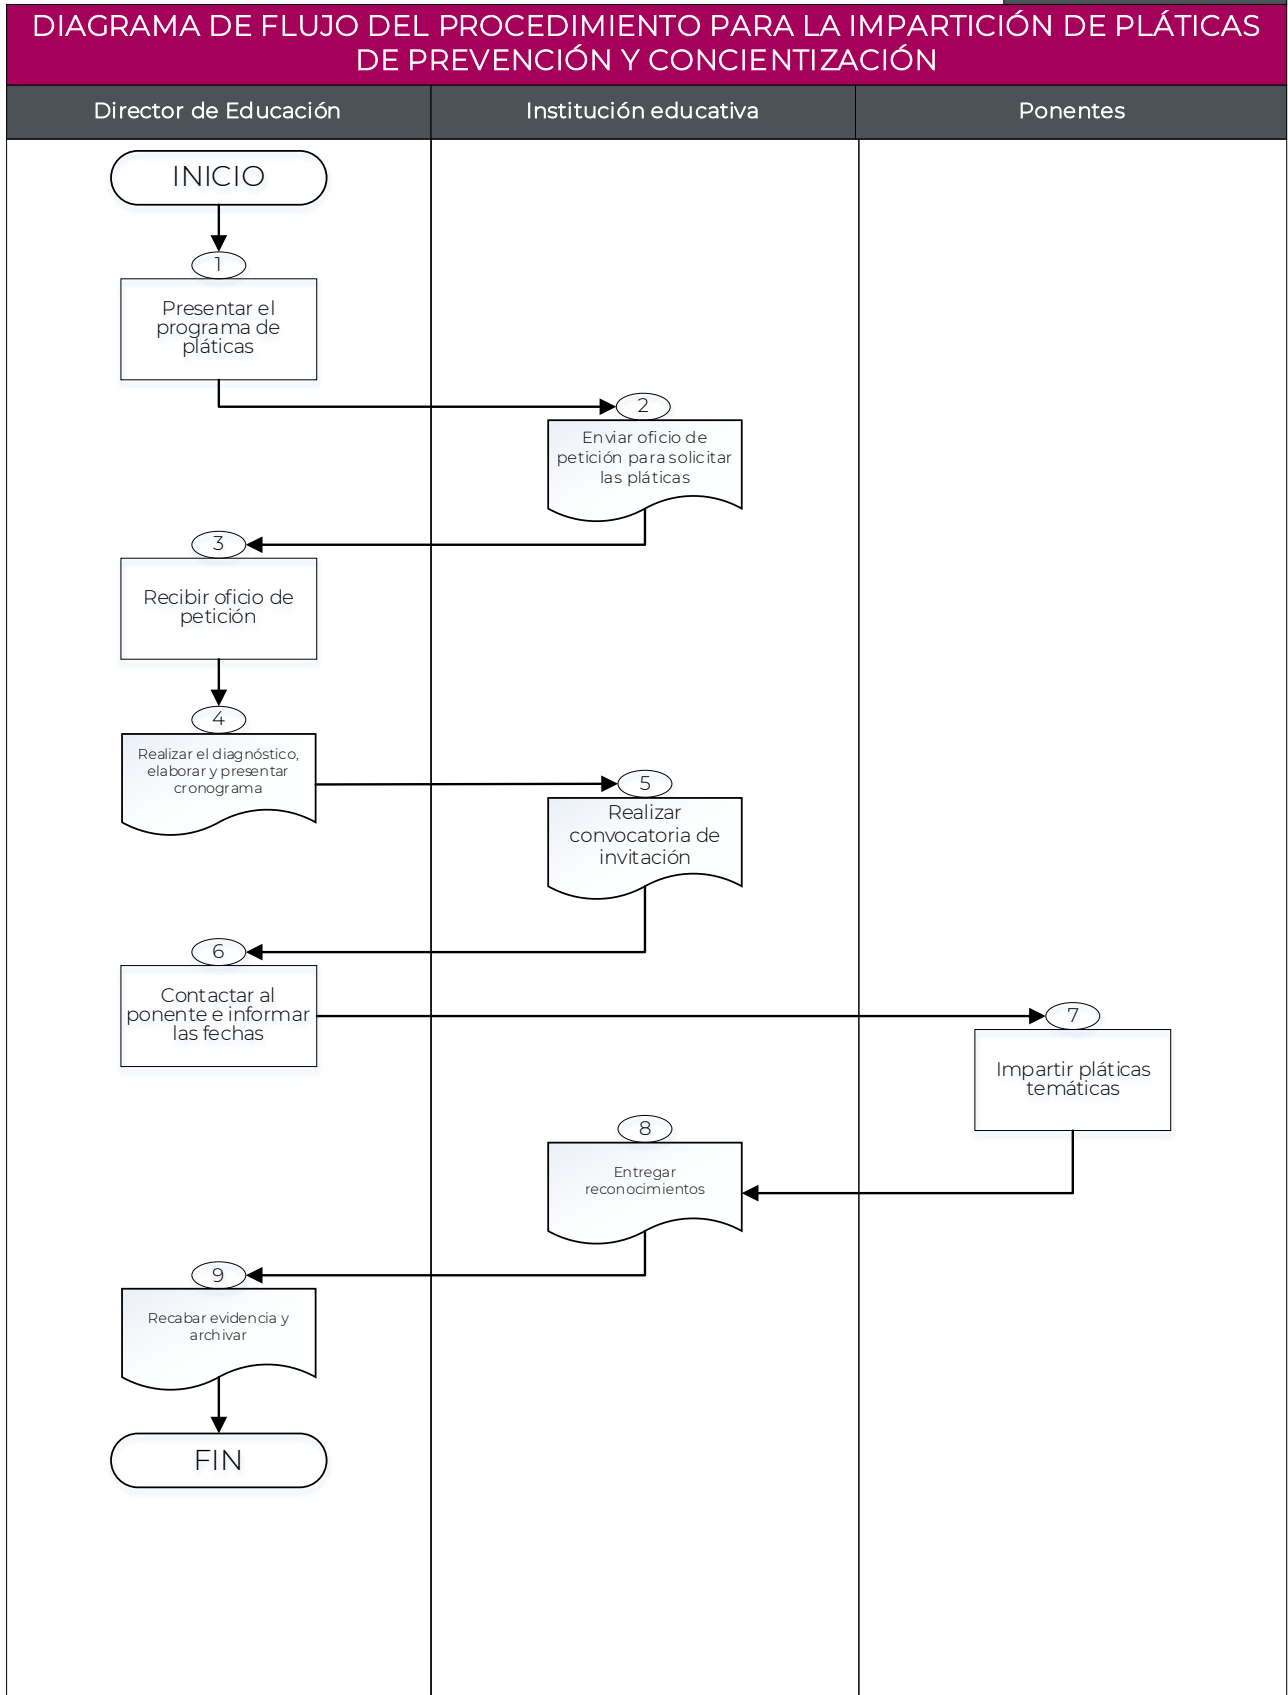 DIAGRAMA DE FLUJO DEL PROCEDIMIENTO PARA LA IMPARTICIÓN DE PLÁTICAS
DE PREVENCIÓN Y CONCIENTIZACIÓN
Director de Educación
Institución educativa
Ponentes
INICIO
1
Presentar el
programa de
pláticas
2
Enviar oficio de
petición para solicitar
las pláticas
3
Recibir oficio de
petición
4
Realizar el diagnóstico,
elaborar y presentar
cronograma
5
Realizar
convocatoria de
invitación
6
Contactar al
ponente e informar
las fechas
7
Impartir pláticas
temáticas
8
Entregar
reconocimientos
9
Recabar evidencia y
archivar
FIN